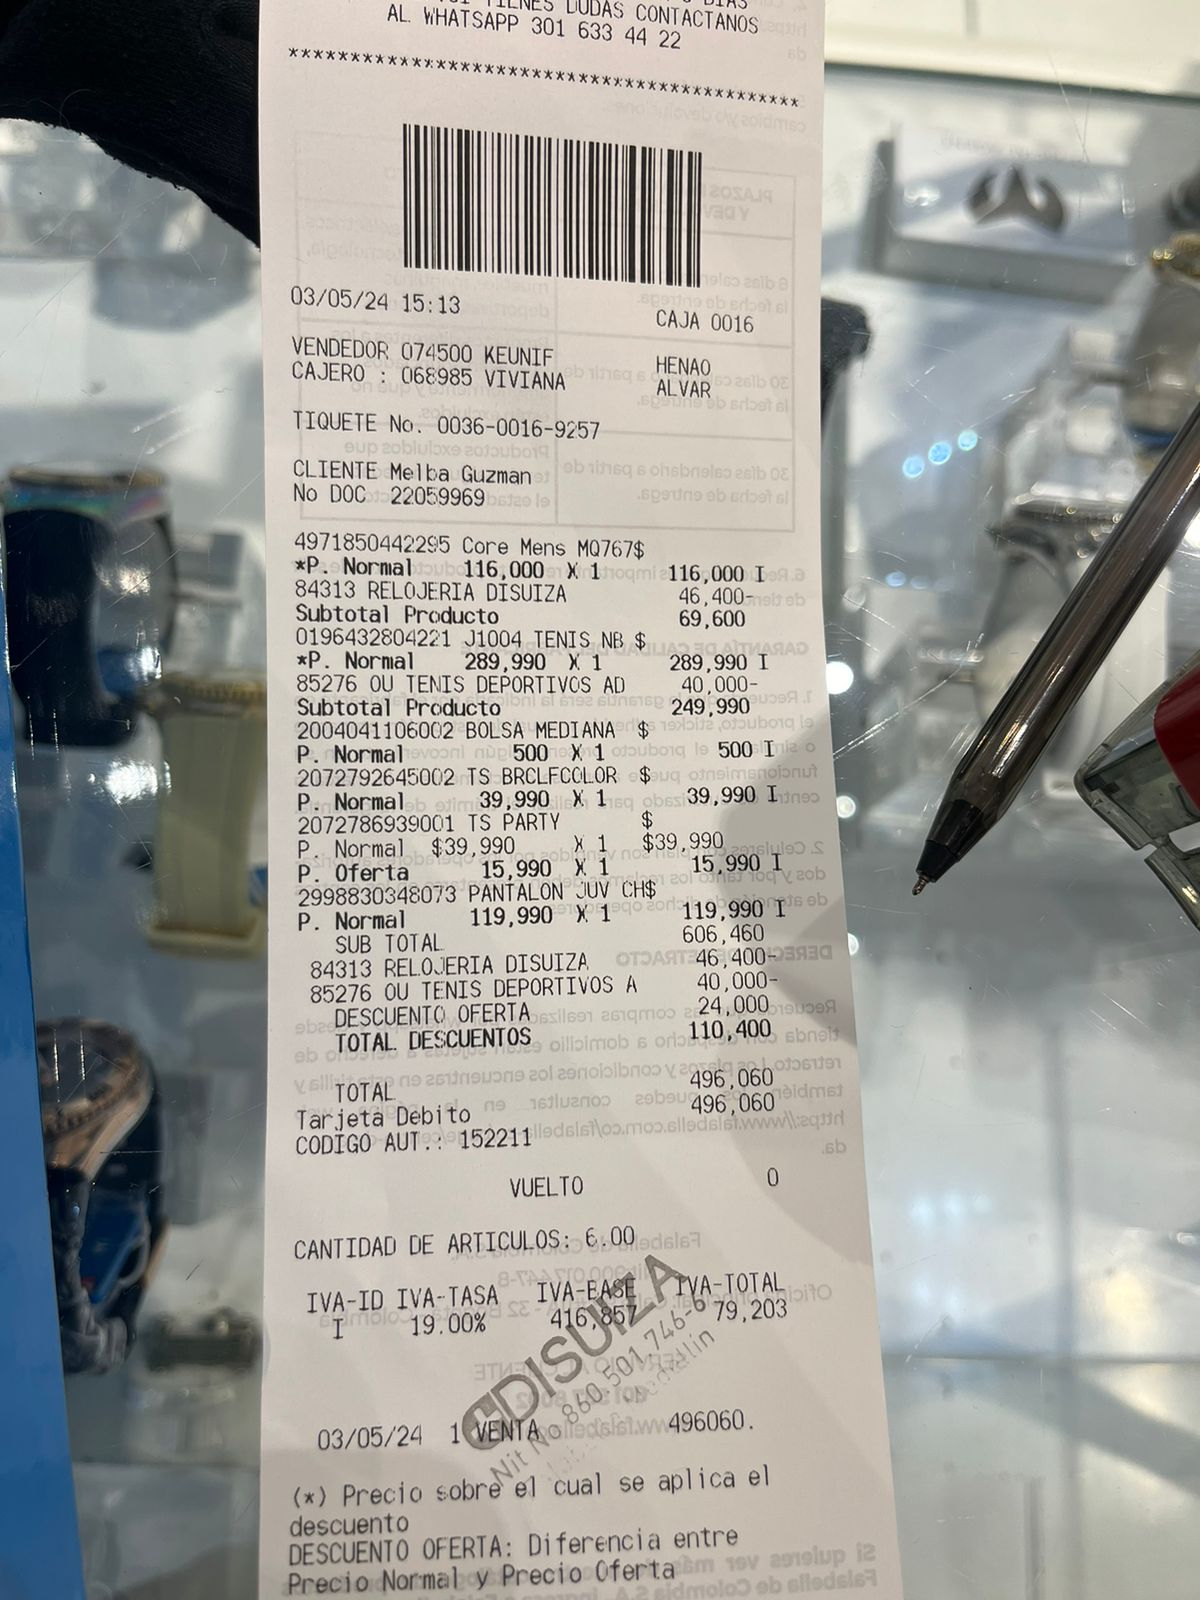 TIENES DUDAS CONTACTANOS
AL WHATSAPP 301 633 44 22
******************************************
03/05/24 15:13 CAJA 0016
VENDEDOR 074500 KEUNIF HENAO
CAJERO : 068985 VIVIANA ALVAR
TIQUETE No. 0036-0016-9257
CLIENTE Melba Guzman
No DOC 22059969
4971850442295 Core Mens MQ767$
*P. Normal 116,000 X 1 116,000 I
84313 RELOJERIA DISUIZA 46,400-
Subtotal Producto 69,600
0196432804221 J1004 TENIS NB $
*P. Normal 289,990 X 1 289,990 I
85276 OU TENIS DEPORTIVOS AD 40,000-
Subtotal Producto 249,990
2004041106002 BOLSA MEDIANA $
P. Normal 500 X 1 500 I
2072792645002 TS BRCLFCOLOR $
P. Normal 39,990 X 1 39,990 I
2072786939001 TS PARTY $
P. Normal $39,990 X 1 $39,990
P. Oferta 15,990 X 1 15,990 I
2998830348073 PANTALON JUV CH$
P. Normal 119,990 X 1 119,990 I
SUB TOTAL 606,460
84313 RELOJERIA DISUIZA 46,400-
85276 OU TENIS DEPORTIVOS A 40,000-
DESCUENTO OFERTA 24,000
TOTAL DESCUENTOS 110,400
TOTAL 496,060
Tarjeta Debito 496,060
CODIGO AUT.: 152211
VUELTO 0
CANTIDAD DE ARTICULOS: 6.00
IVA-ID IVA-TASA IVA-BASE IVA-TOTAL
I 19.00% 416,857 79,203
DISUIZA
Nit No. 860.501.746-6
Medellin
03/05/24 1 VENTA 496060.
(*) Precio sobre el cual se aplica el
descuento
DESCUENTO OFERTA: Diferencia entre
Precio Normal y Precio Oferta